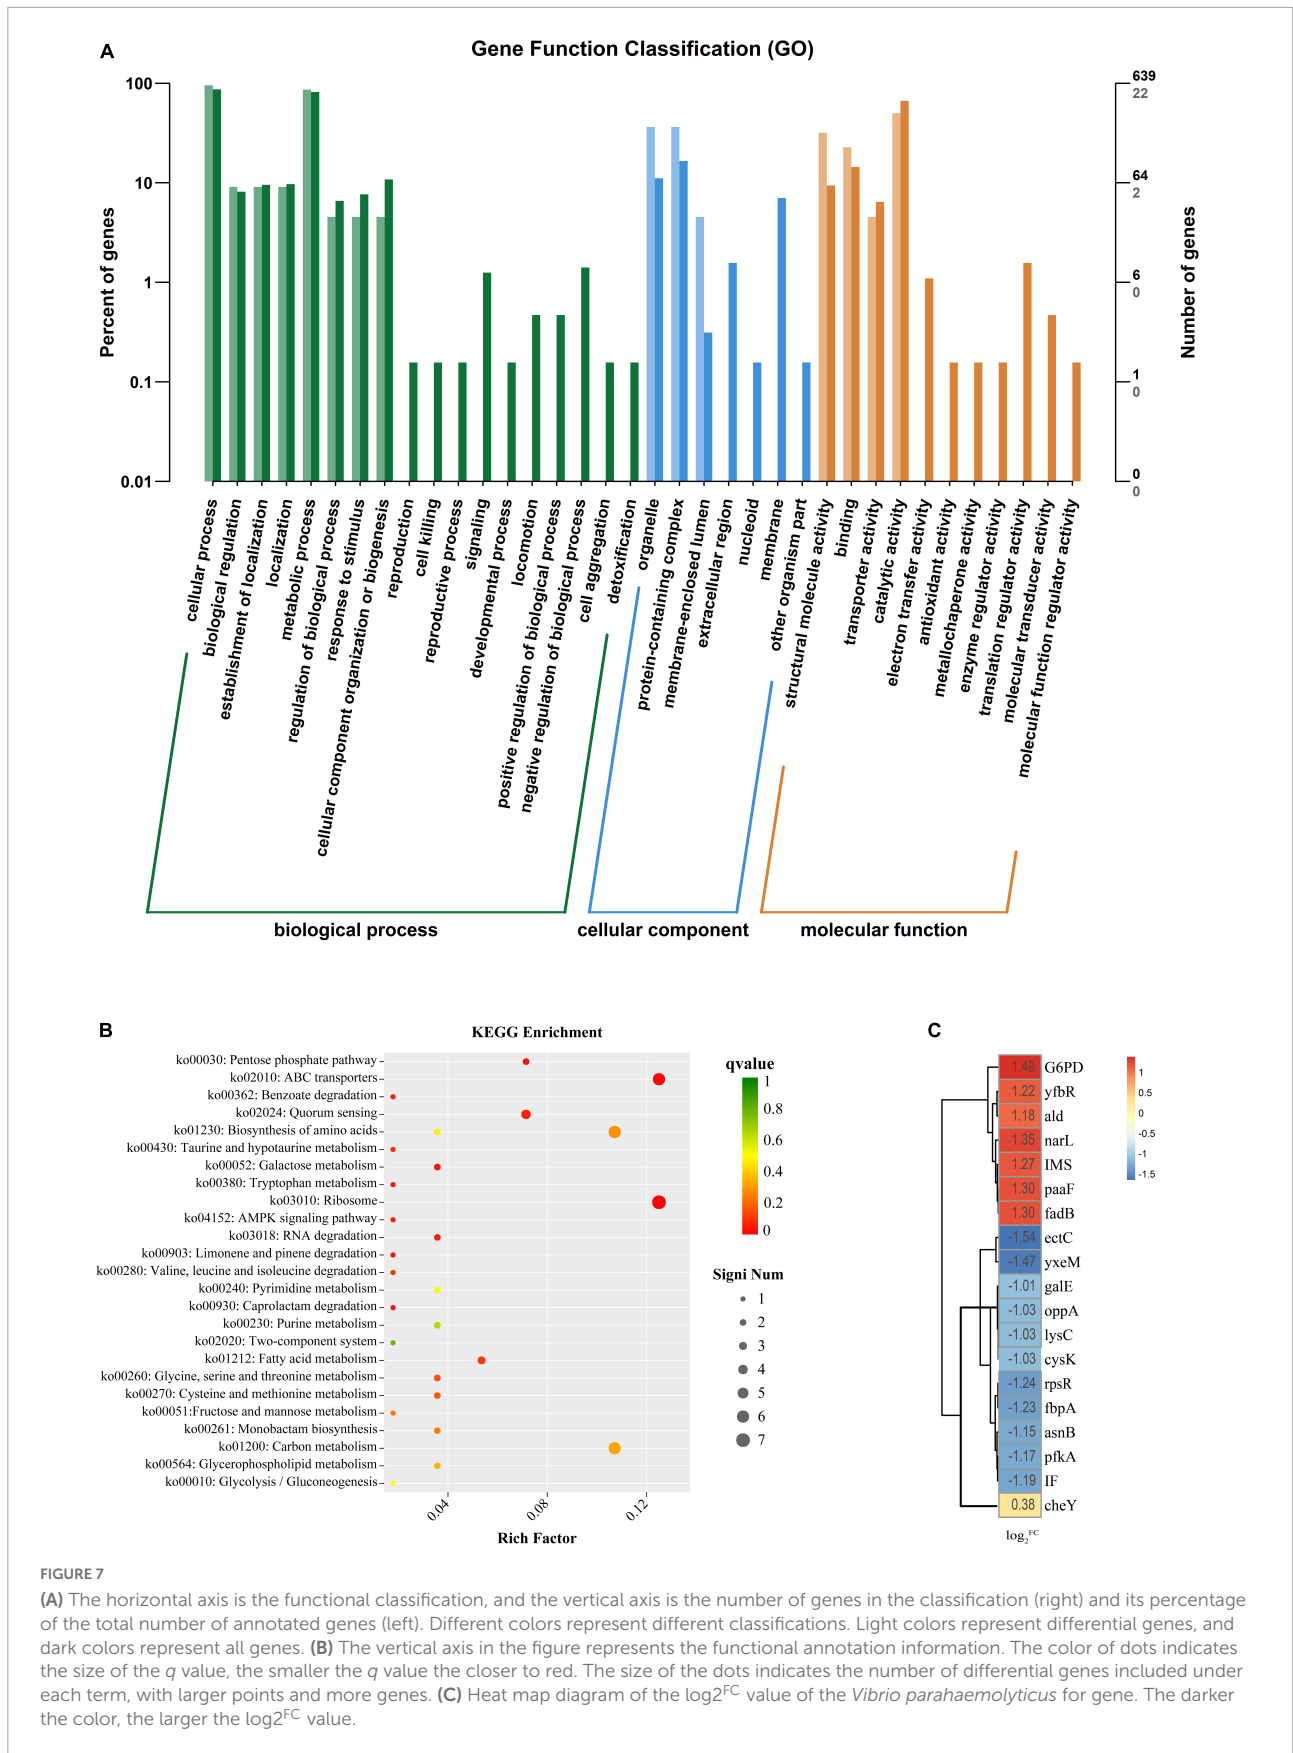 A
Gene Function Classification (GO)
Percent of genes
100
10
1
0.1
0.01
639
22
64
2
6
0
1
0
0
0
Number of genes
cellular process
biological regulation
establishment of localization
localization
metabolic process
regulation of biological process
response to stimulus
cellular component organization or biogenesis
reproduction
cell killing
reproductive process
signaling
developmental process
locomotion
positive regulation of biological process
negative regulation of biological process
cell aggregation
detoxification
organelle
protein-containing complex
membrane-enclosed lumen
extracellular region
nucleoid
membrane
other organism part
structural molecule activity
binding
transporter activity
catalytic activity
electron transfer activity
antioxidant activity
metallochaperone activity
enzyme regulator activity
translation regulator activity
molecular transducer activity
molecular function regulator activity
biological process
cellular component
molecular function
B
KEGG Enrichment
ko00030: Pentose phosphate pathway
ko02010: ABC transporters
ko00362: Benzoate degradation
ko02024: Quorum sensing
ko01230: Biosynthesis of amino acids
ko00430: Taurine and hypotaurine metabolism
ko00052: Galactose metabolism
ko00380: Tryptophan metabolism
ko03010: Ribosome
ko04152: AMPK signaling pathway
ko03018: RNA degradation
ko00903: Limonene and pinene degradation
ko00280: Valine, leucine and isoleucine degradation
ko00240: Pyrimidine metabolism
ko00930: Caprolactam degradation
ko00230: Purine metabolism
ko02020: Two-component system
ko01212: Fatty acid metabolism
ko00260: Glycine, serine and threonine metabolism
ko00270: Cysteine and methionine metabolism
ko00051:Fructose and mannose metabolism
ko00261: Monobactam biosynthesis
ko01200: Carbon metabolism
ko00564: Glycerophospholipid metabolism
ko00010: Glycolysis / Gluconeogenesis
0.04
0.08
0.12
Rich Factor
qvalue
1
0.8
0.6
0.4
0.2
0
Signi Num
1
2
3
4
5
6
7
C
1.49 G6PD
1.22 yfbR
1.18 ald
1.35 narL
1.27 IMS
1.30 paaF
1.30 fadB
-1.54 ectC
-1.47 yxeM
-1.01 galE
-1.03 oppA
-1.03 lysC
-1.03 cysK
-1.24 rpsR
-1.23 fbpA
-1.15 asnB
-1.17 pfkA
-1.19 IF
0.38 cheY
log2FC
1
0.5
0
-0.5
-1
-1.5
FIGURE 7
(A) The horizontal axis is the functional classification, and the vertical axis is the number of genes in the classification (right) and its percentage
of the total number of annotated genes (left). Different colors represent different classifications. Light colors represent differential genes, and
dark colors represent all genes. (B) The vertical axis in the figure represents the functional annotation information. The color of dots indicates
the size of the q value, the smaller the q value the closer to red. The size of the dots indicates the number of differential genes included under
each term, with larger points and more genes. (C) Heat map diagram of the log2FC value of the Vibrio parahaemolyticus for gene. The darker
the color, the larger the log2FC value.